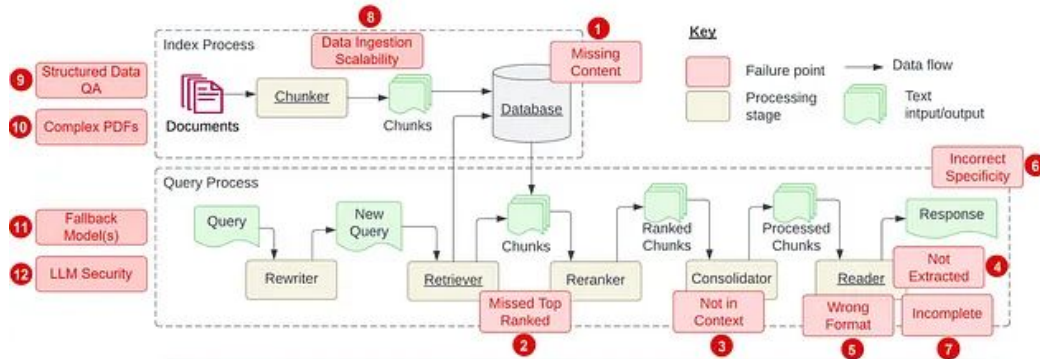 8
1
Index Process
Data Ingestion
Scalability
Missing
Content
Key
9
Structured Data
QA
Chunker
Database
Failure point
Data flow
10
Complex PDFs
Documents
Chunks
Processing
stage
Text
intput/output
Query Process
Incorrect
Specificity
6
11
Fallback
Model(s)
Query
New
Query
Chunks
Ranked
Chunks
Processed
Chunks
Response
12
LLM Security
Rewriter
Retriever
Reranker
Consolidator
Reader
Not
Extracted
4
Missed Top
Ranked
Not in
Context
Wrong
Format
Incomplete
2
3
5
7